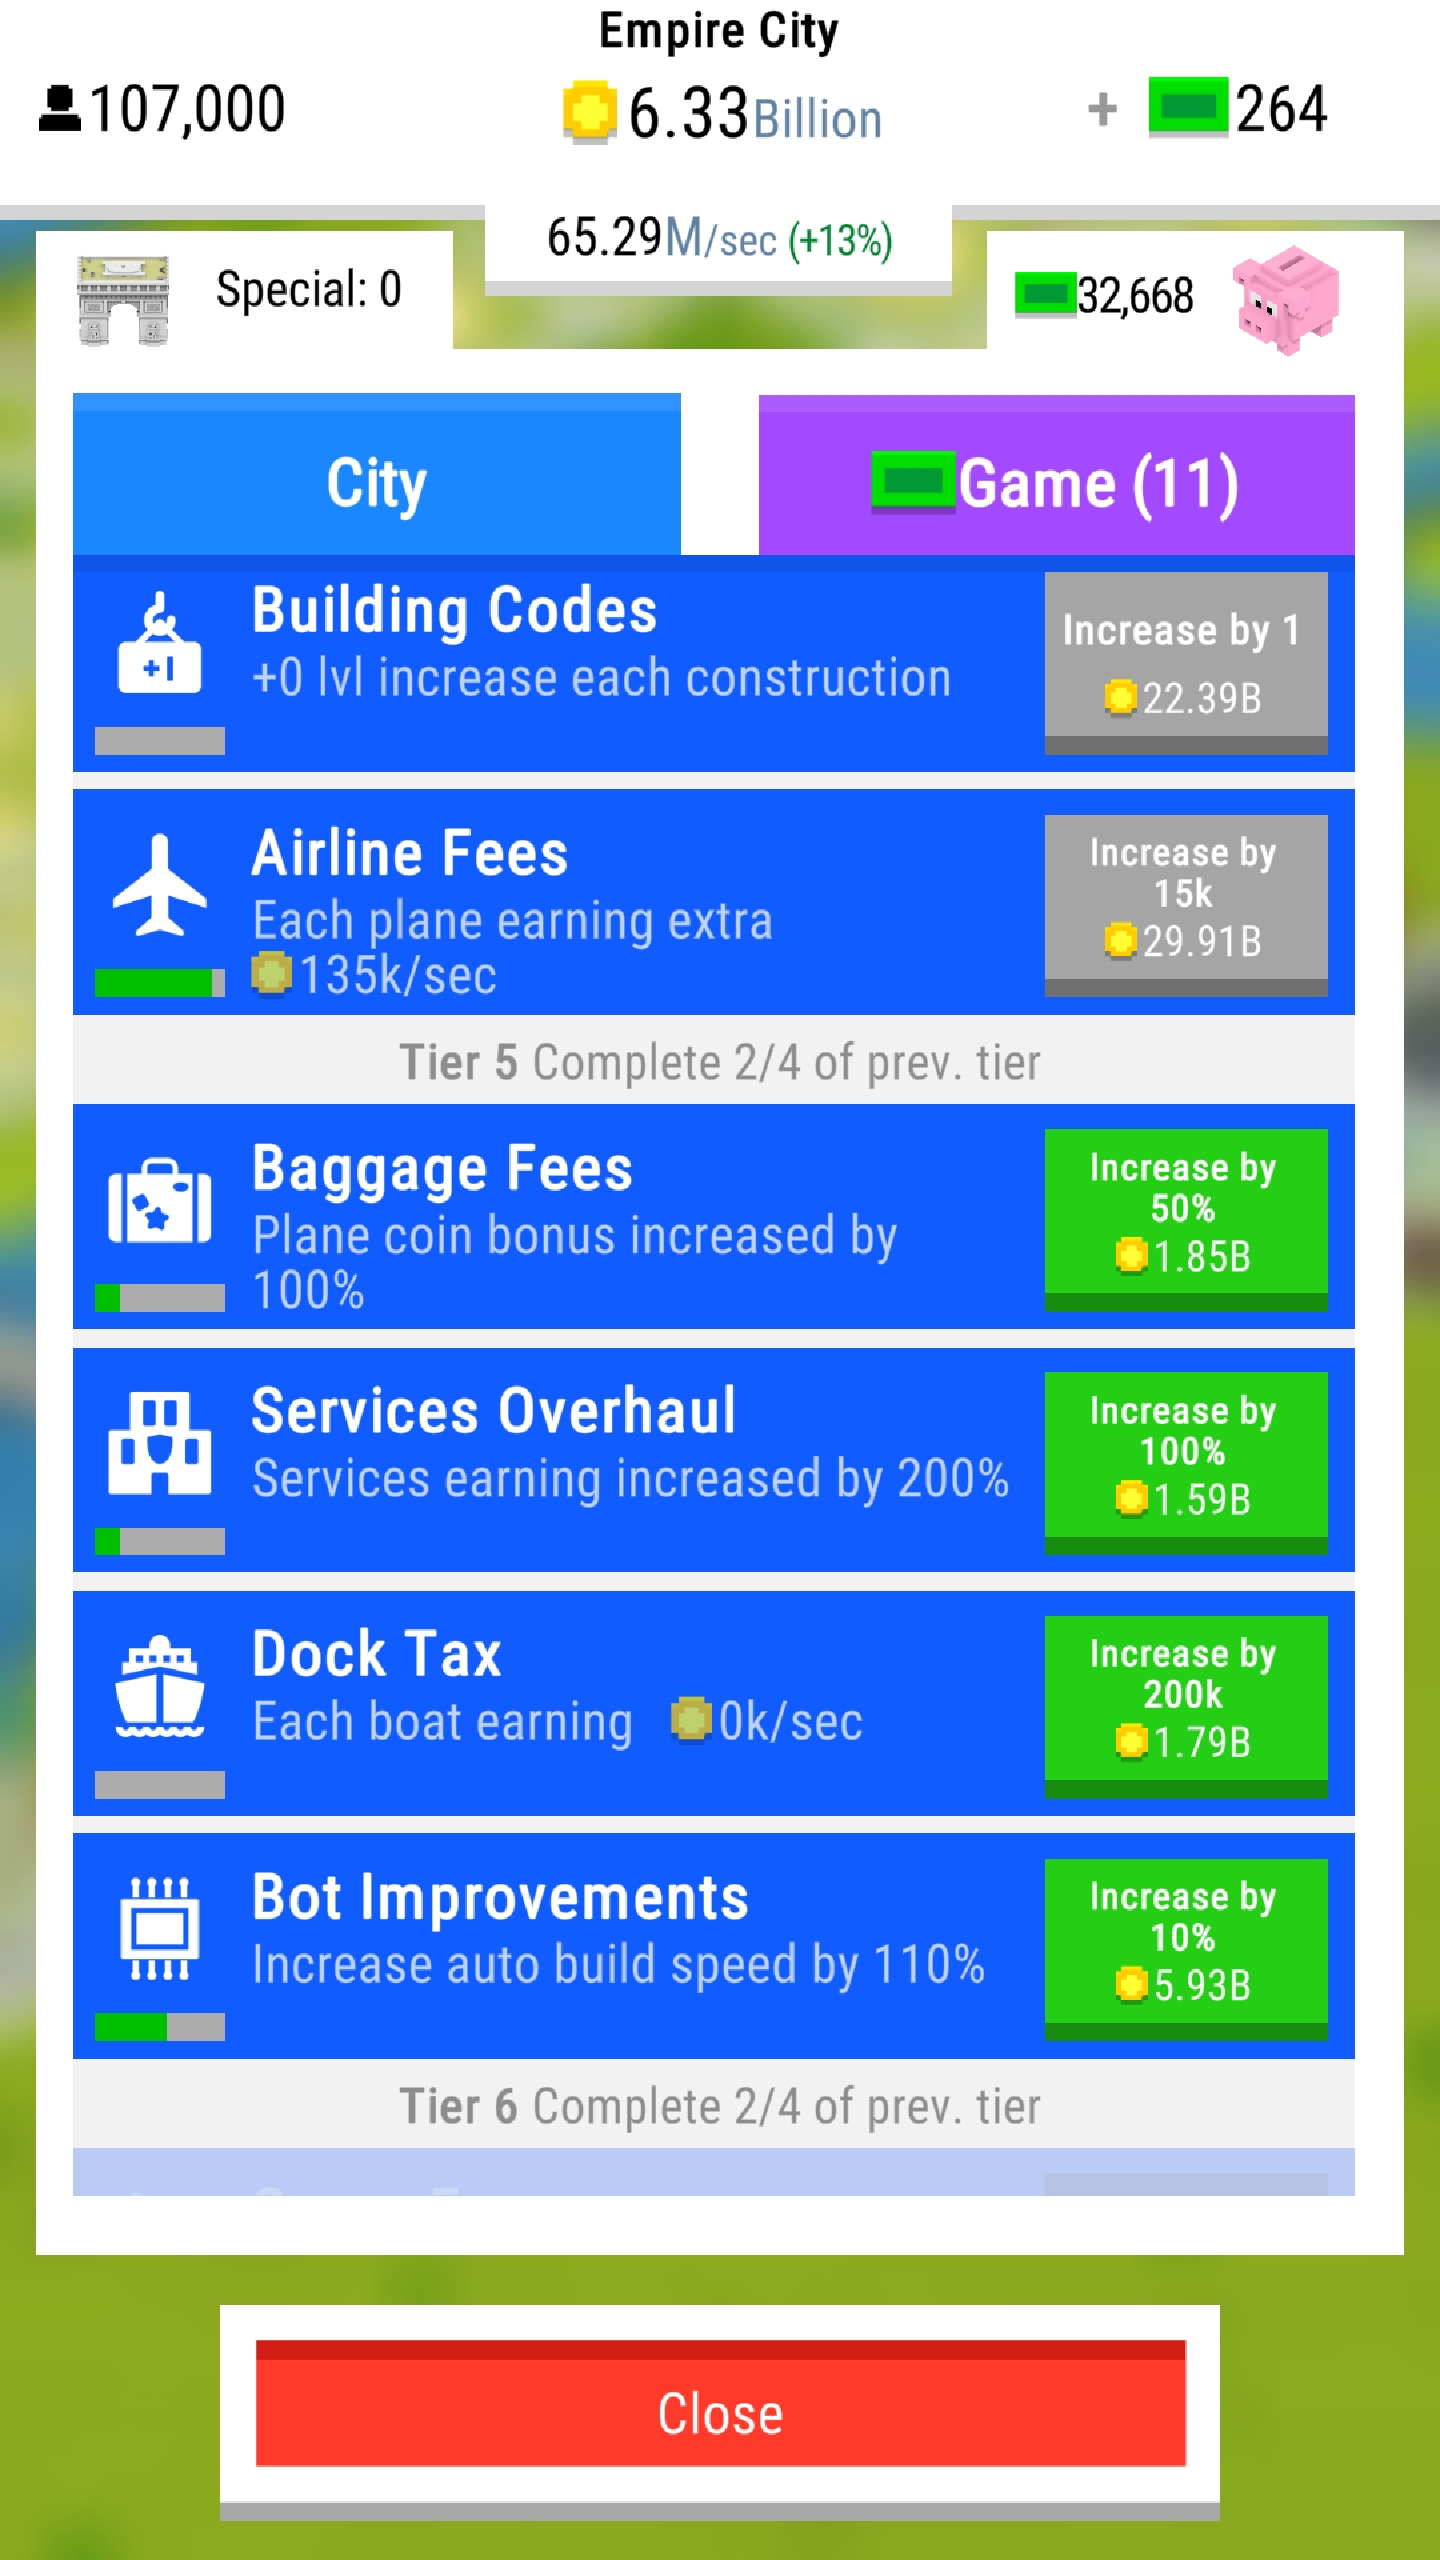 Empire City
107,000
6.33Billion
+ 264
65.29M/sec (+13%)
Special: 0
32,668
City
Game (11)
Building Codes
+0 lvl increase each construction
+1
Increase by 1
22.39B
Airline Fees
Each plane earning extra
135k/sec
Increase by
15k
29.91B
Tier 5 Complete 2/4 of prev. tier
Baggage Fees
Plane coin bonus increased by
100%
Increase by
50%
1.85B
Services Overhaul
Services earning increased by 200%
Increase by
100%
1.59B
Dock Tax
Each boat earning 0k/sec
Increase by
200k
1.79B
Bot Improvements
Increase auto build speed by 110%
Increase by
10%
5.93B
Tier 6 Complete 2/4 of prev. tier
Close